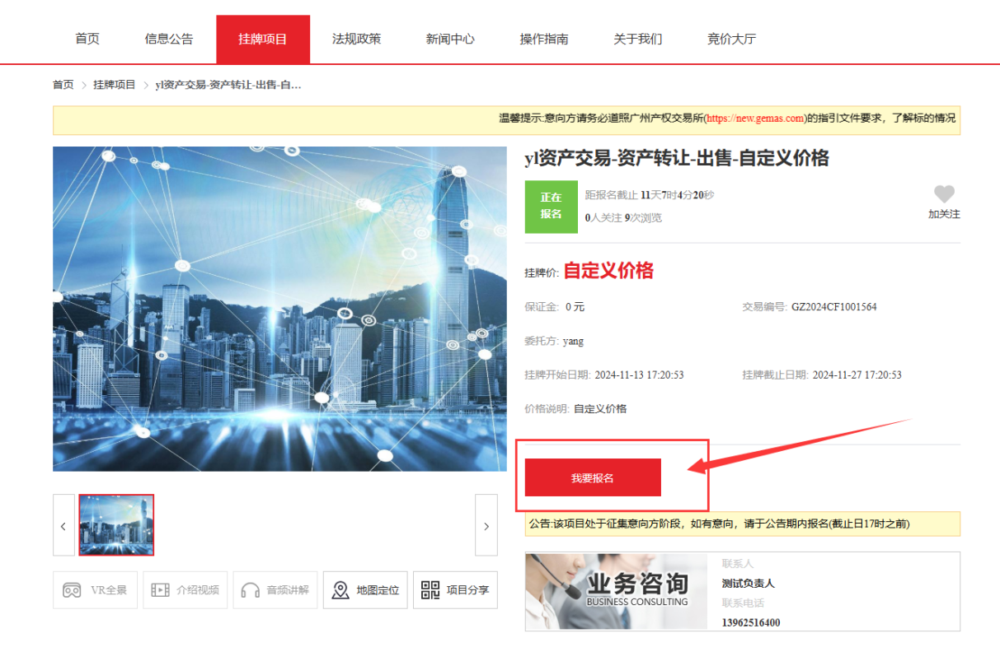 首页 信息公告 挂牌项目 法规政策 新闻中心 操作指南 关于我们 竞价大厅
首页 > 挂牌项目 > yl资产交易-资产转让-出售-自...
温馨提示:意向方请务必道照广州产权交易所(https://new.gemas.com)的指引文件要求，了解标的情况
yl资产交易-资产转让-出售-自定义价格
正在
报名
距报名截止 11天7时4分20秒
0人关注 9次浏览
加关注
挂牌价: 自定义价格
保证金: 0 元 交易编号: GZ2024CF1001564
委托方: yang
挂牌开始日期: 2024-11-13 17:20:53 挂牌截止日期: 2024-11-27 17:20:53
价格说明: 自定义价格
我要报名
公告:该项目处于征集意向方阶段，如有意向，请于公告期内报名(截止日17时之前)
VR全景 介绍视频 音频讲解 地图定位 项目分享
业务咨询
BUSINESS CONSULTING
联系人
测试负责人
联系电话
13962516400